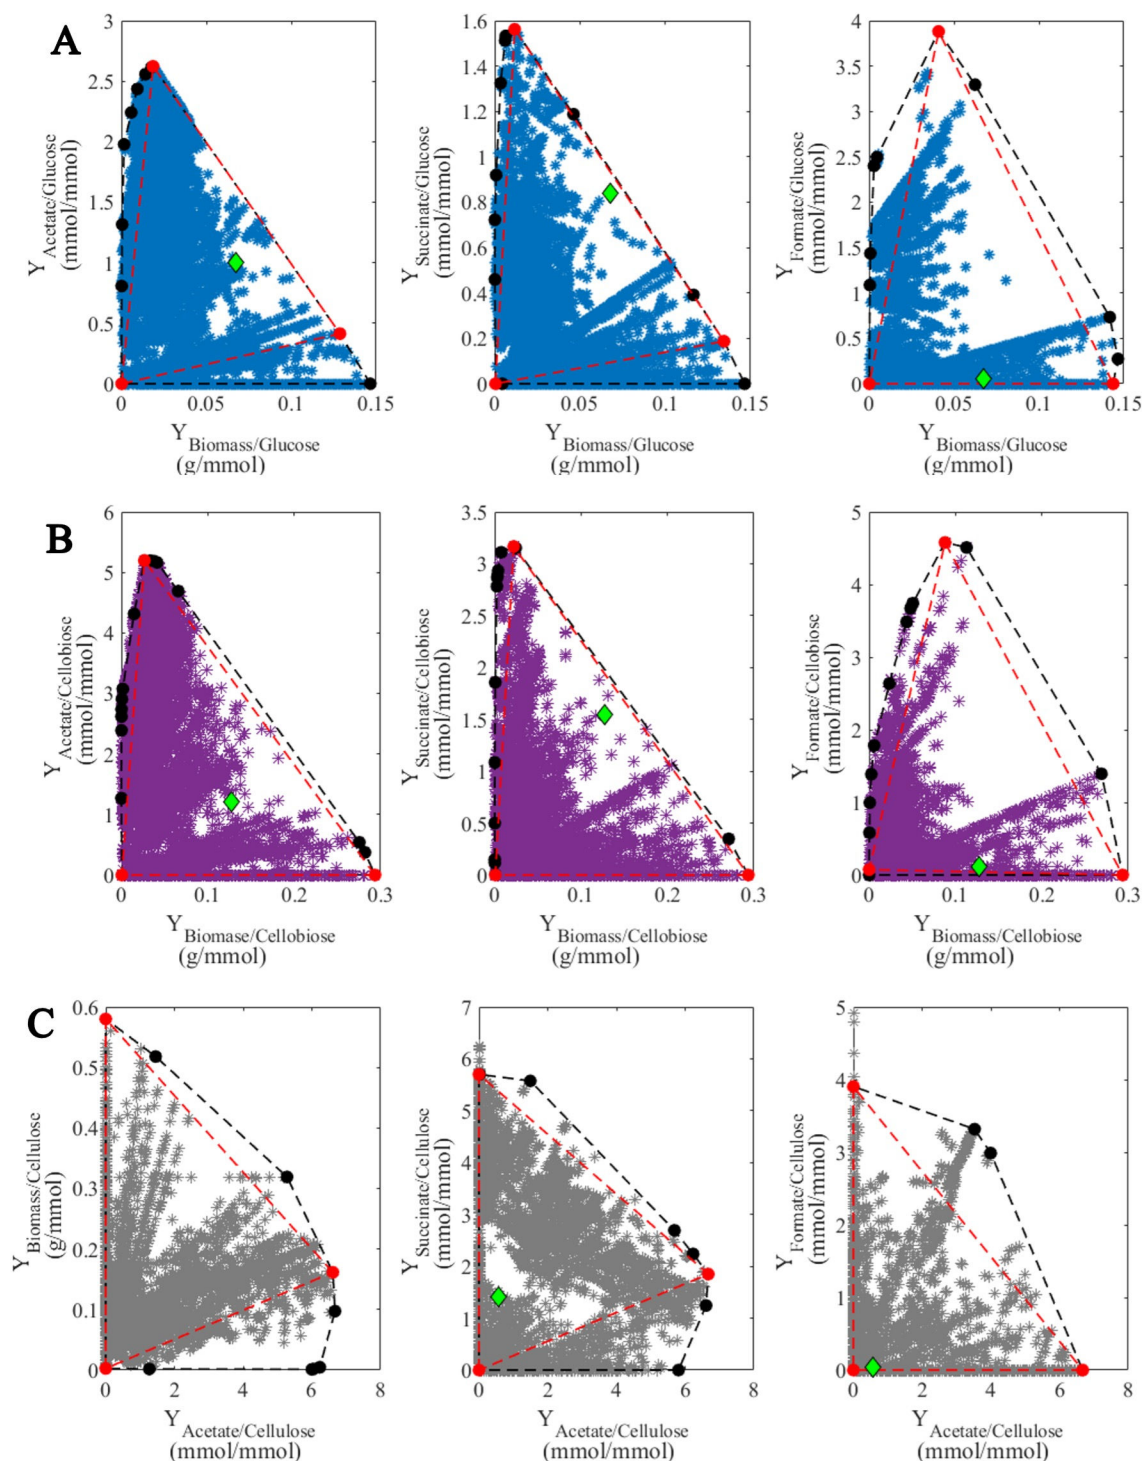 A
3
2.5
2
1.5
1
0.5
0
Y Acetate/Glucose
(mmol/mmol)
0 0.05 0.1 0.15
Y Biomass/Glucose
(g/mmol)
1.6
1.4
1.2
1
0.8
0.6
0.4
0.2
0
Y Succinate/Glucose
(mmol/mmol)
0 0.05 0.1 0.15
Y Biomass/Glucose
(g/mmol)
4
3.5
3
2.5
2
1.5
1
0.5
0
Y Formate/Glucose
(mmol/mmol)
0 0.05 0.1 0.15
Y Biomass/Glucose
(g/mmol)
B
6
5
4
3
2
1
0
Y Acetate/Cellobiose
(mmol/mmol)
0 0.1 0.2 0.3
Y Biomase/Cellobiose
(g/mmol)
3.5
3
2.5
2
1.5
1
0.5
0
Y Succinate/Cellobiose
(mmol/mmol)
0 0.1 0.2 0.3
Y Biomass/Cellobiose
(g/mmol)
5
4
3
2
1
0
Y Formate/Cellobiose
(mmol/mmol)
0 0.1 0.2 0.3
Y Biomass/Cellobiose
(g/mmol)
C
0.6
0.5
0.4
0.3
0.2
0.1
0
Y Biomass/Cellulose
(g/mmol)
0 2 4 6 8
Y Acetate/Cellulose
(mmol/mmol)
7
6
5
4
3
2
1
0
Y Succinate/Cellulose
(mmol/mmol)
0 2 4 6 8
Y Acetate/Cellulose
(mmol/mmol)
5
4
3
2
1
0
Y Formate/Cellulose
(mmol/mmol)
0 2 4 6 8
Y Acetate/Cellulose
(mmol/mmol)